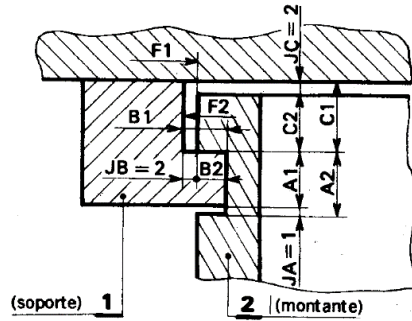 F1
JC = 2
F2
B1
C2
C1
JB = 2
B2
A1
A2
JA = 1
(soporte) 1
2 (montante)